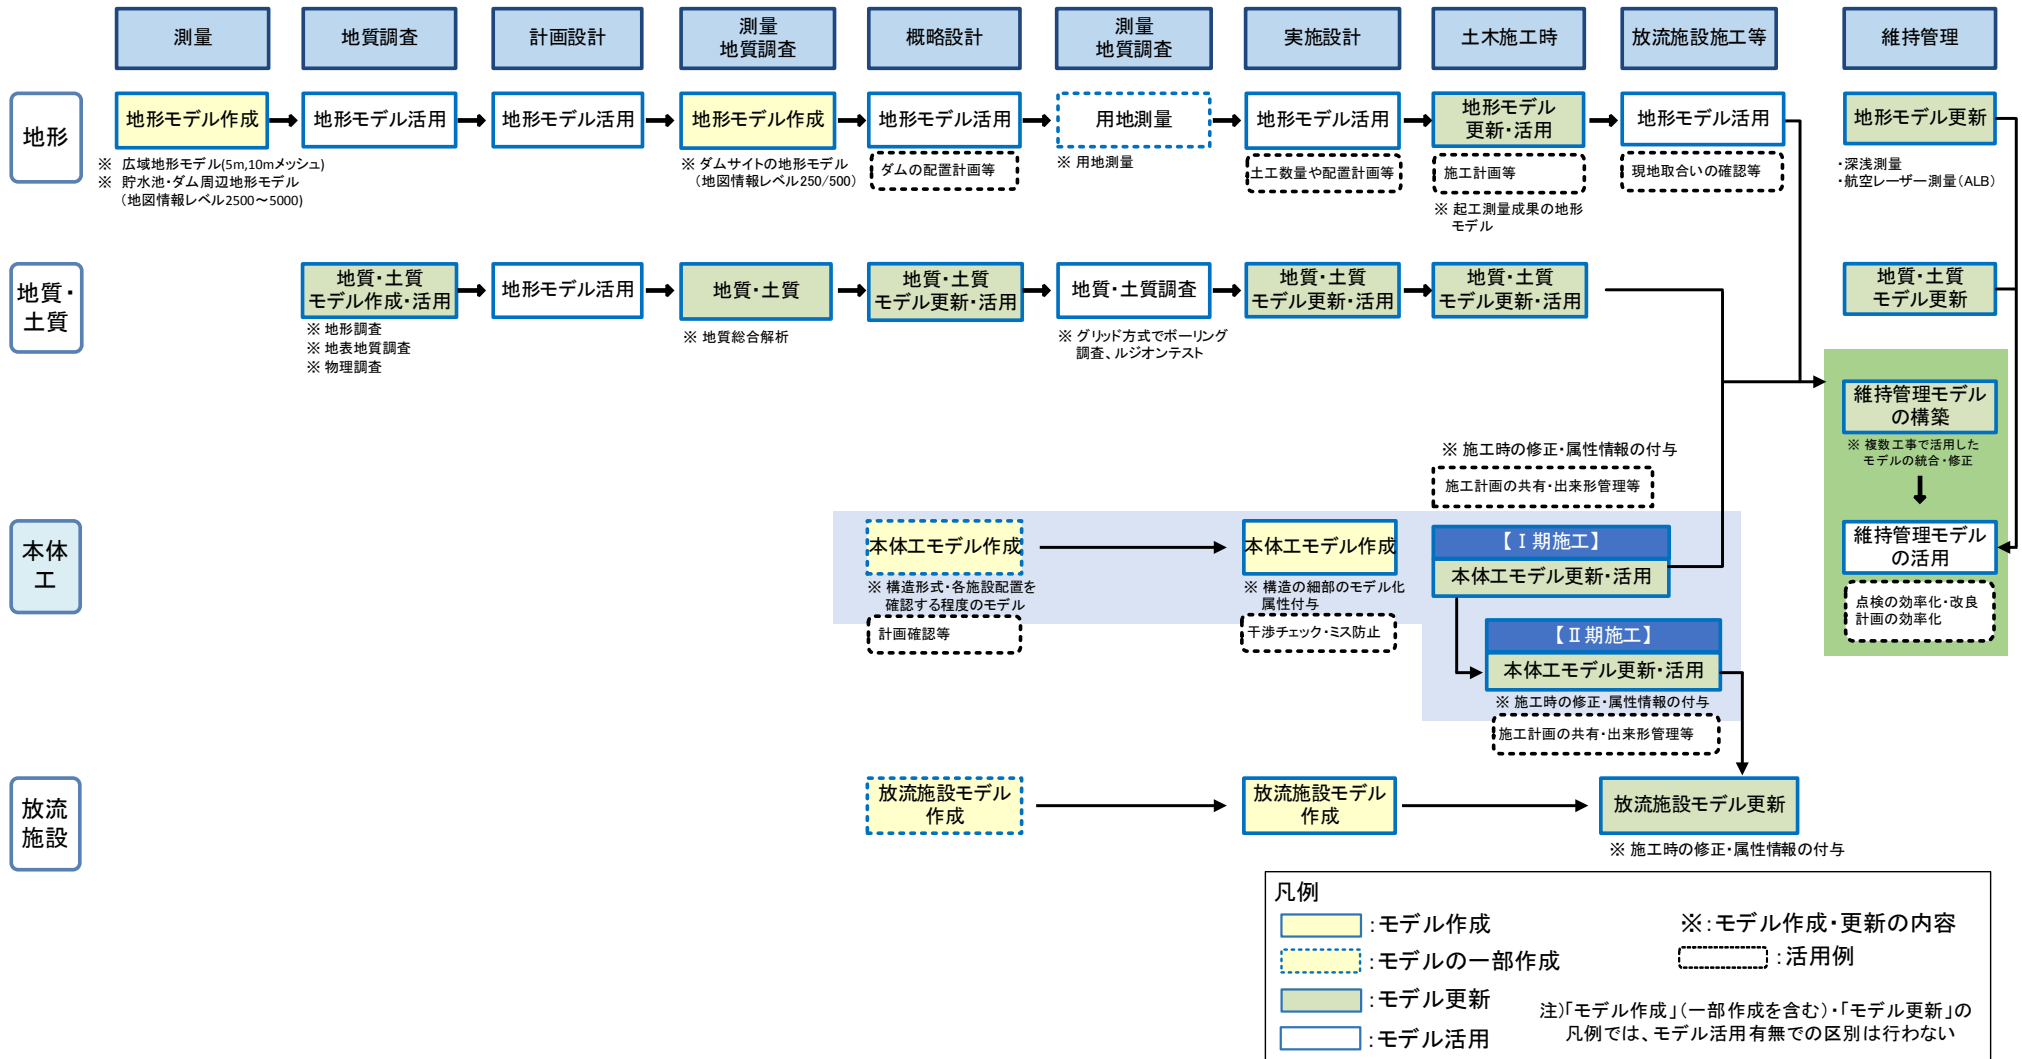 測量
地質調査
計画設計
測量
地質調査
概略設計
測量
地質調査
実施設計
土木施工時
放流施設施工等
維持管理
地形
地形モデル作成
※ 広域地形モデル(5m,10mメッシュ)
※ 貯水池・ダム周辺地形モデル
（地図情報レベル2500～5000)
地形モデル活用
地形モデル活用
地形モデル作成
※ ダムサイトの地形モデル
（地図情報レベル250/500）
地形モデル活用
ダムの配置計画等
用地測量
※ 用地測量
地形モデル活用
土工数量や配置計画等
地形モデル
更新・活用
施工計画等
※ 起工測量成果の地形
モデル
地形モデル活用
現地取合いの確認等
地形モデル更新
・深浅測量
・航空レーザー測量（ALB）
地質・
土質
地質・土質
モデル作成・活用
※ 地形調査
※ 地表地質調査
※ 物理調査
地形モデル活用
地質・土質
※ 地質総合解析
地質・土質
モデル更新・活用
地質・土質調査
※ グリッド方式でボーリング
調査、ルジオンテスト
地質・土質
モデル更新・活用
地質・土質
モデル更新・活用
地質・土質
モデル更新
維持管理モデル
の構築
※ 複数工事で活用した
モデルの統合・修正
維持管理モデル
の活用
点検の効率化・改良
計画の効率化
本体
工
本体工モデル作成
※ 構造形式・各施設配置を
確認する程度のモデル
計画確認等
本体工モデル作成
※ 構造の細部のモデル化
属性付与
干渉チェック・ミス防止
※ 施工時の修正・属性情報の付与
施工計画の共有・出来形管理等
【Ⅰ期施工】
本体工モデル更新・活用
【Ⅱ期施工】
本体工モデル更新・活用
※ 施工時の修正・属性情報の付与
施工計画の共有・出来形管理等
放流
施設
放流施設モデル
作成
放流施設モデル
作成
放流施設モデル更新
※ 施工時の修正・属性情報の付与
凡例
：モデル作成
：モデルの一部作成
：モデル更新
：モデル活用
※：モデル作成・更新の内容
：活用例
注）「モデル作成」（一部作成を含む）・「モデル更新」の
凡例では、モデル活用有無での区別は行わない